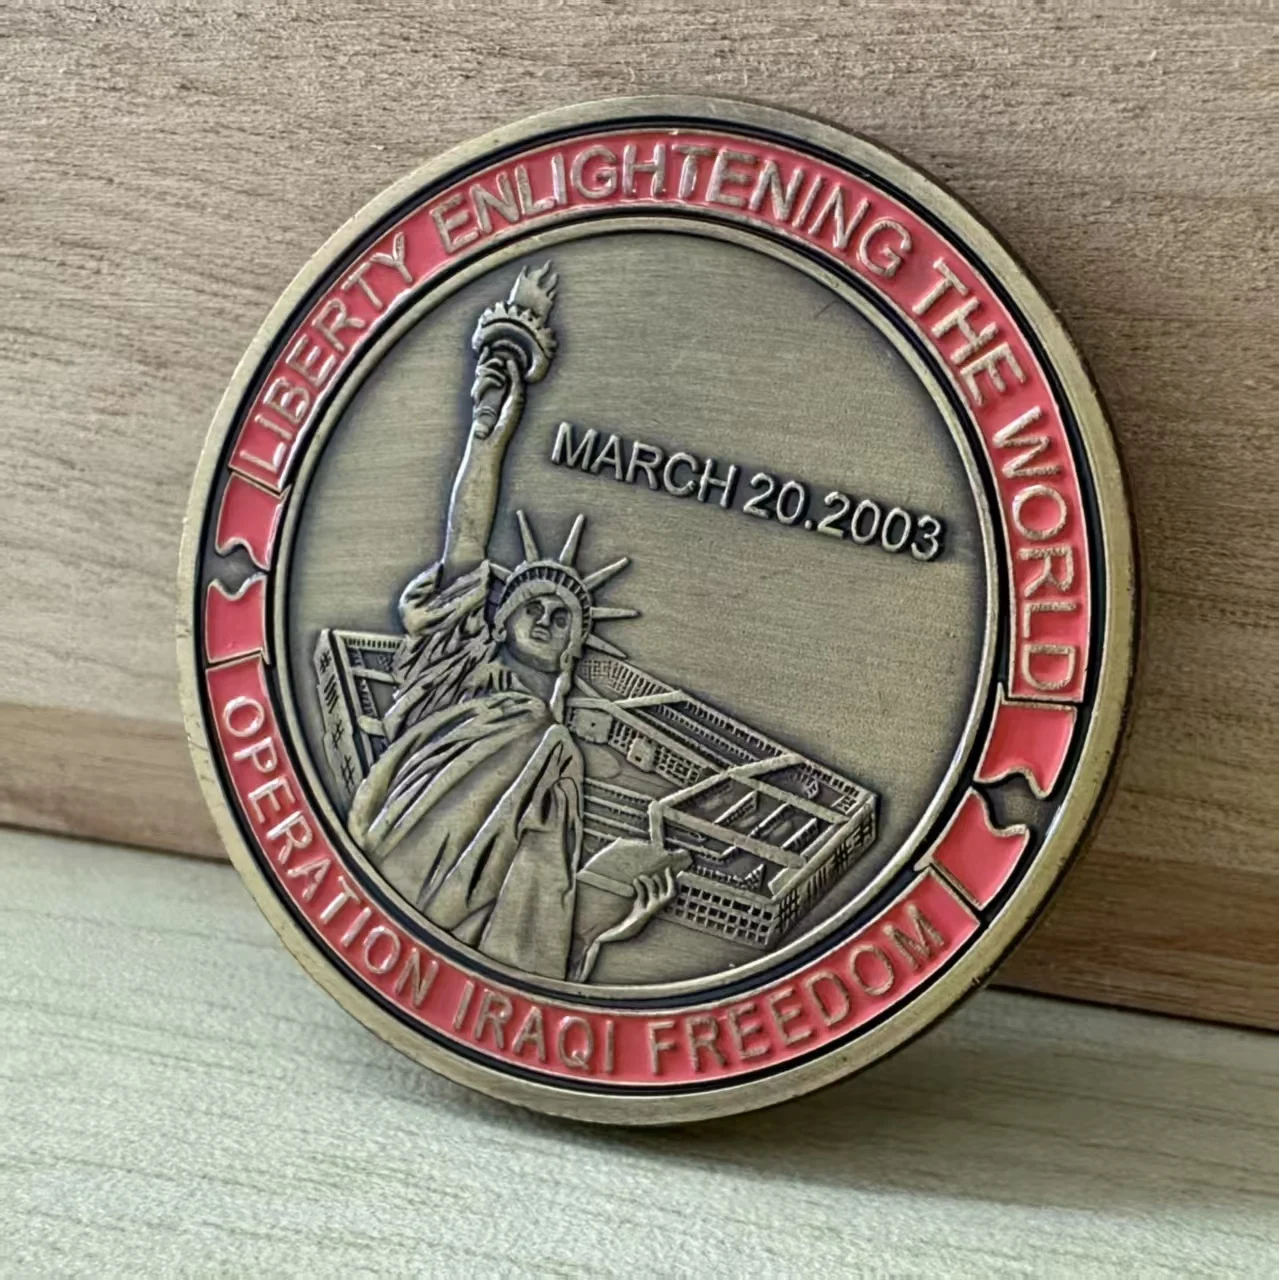 LIBERTY ENLIGHTENING THE WORLD
MARCH 20.2003
OPERATION IRAQI FREEDOM